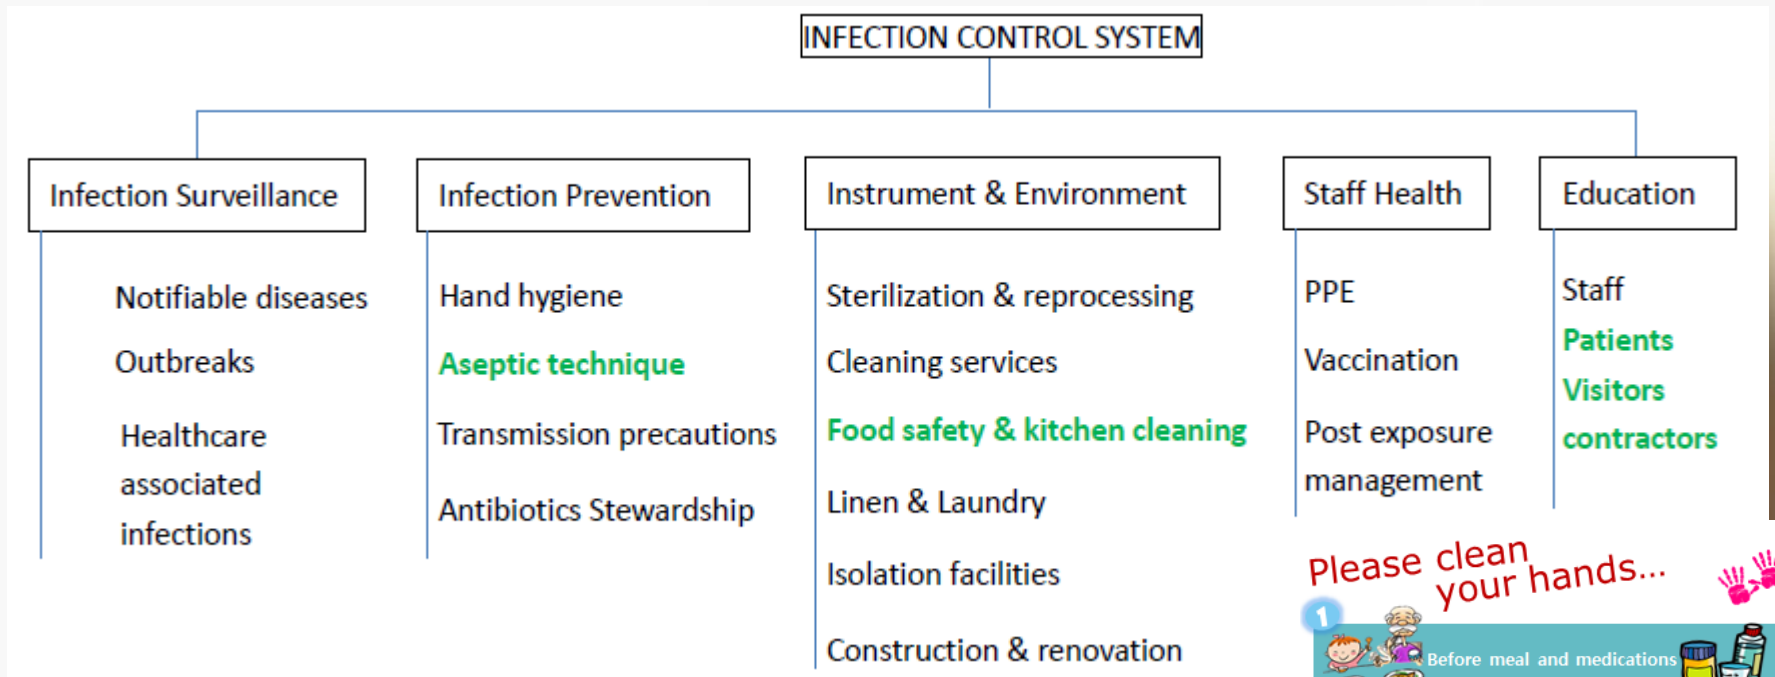 INFECTION CONTROL SYSTEM
Infection Surveillance
Notifiable diseases
Outbreaks
Healthcare
associated
infections
Infection Prevention
Hand hygiene
Aseptic technique
Transmission precautions
Antibiotics Stewardship
Instrument & Environment
Sterilization & reprocessing
Cleaning services
Food safety & kitchen cleaning
Linen & Laundry
Isolation facilities
Construction & renovation
Staff Health
PPE
Vaccination
Post exposure
management
Education
Staff
Patients
Visitors
contractors
Please clean
your hands...
1
Before meal and medications